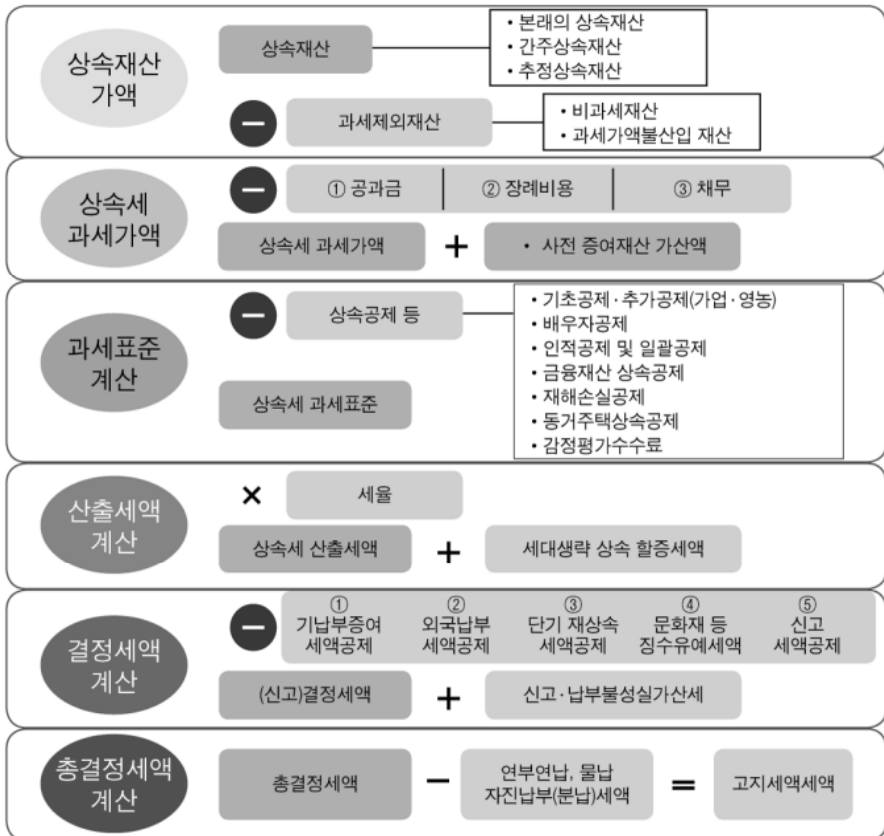 상속재산
가액
상속재산
• 본래의 상속재산
• 간주상속재산
• 추정상속재산
− 과세제외재산
• 비과세재산
• 과세가액불산입 재산
상속세
과세가액
− ① 공과금 ② 장례비용 ③ 채무
상속세 과세가액 + • 사전 증여재산 가산액
과세표준
계산
− 상속공제 등
• 기초공제·추가공제(가업·영농)
• 배우자공제
• 인적공제 및 일괄공제
• 금융재산 상속공제
• 재해손실공제
• 동거주택상속공제
• 감정평가수수료
상속세 과세표준
산출세액
계산
× 세율
상속세 산출세액 + 세대생략 상속 할증세액
결정세액
계산
−
①
기납부증여
세액공제
②
외국납부
세액공제
③
단기 재상속
세액공제
④
문화재 등
징수유예세액
⑤
신고
세액공제
(신고)결정세액 + 신고·납부불성실가산세
총결정세액
계산
총결정세액 −
연부연납, 물납
자진납부(분납)세액
= 고지세액세액